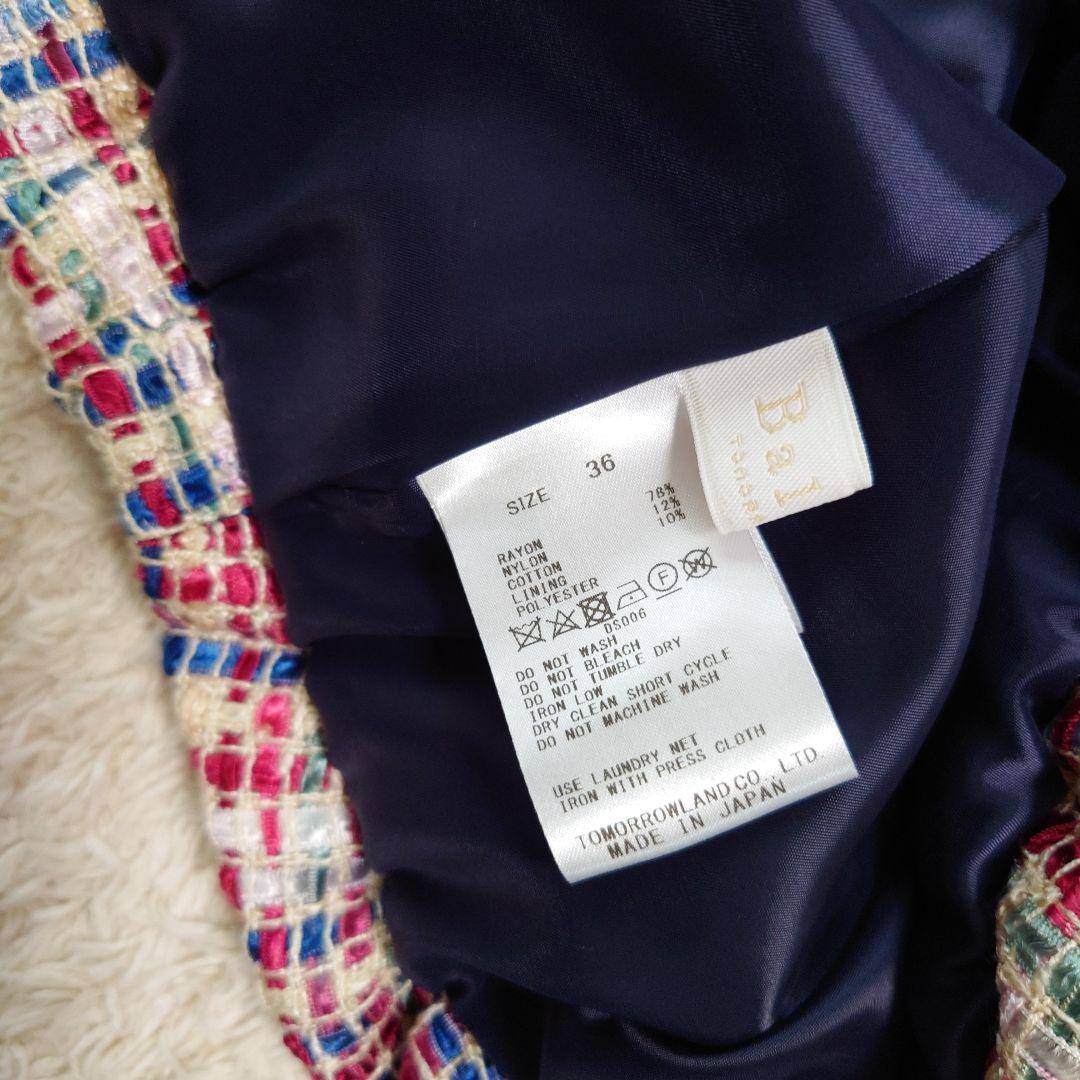 SIZE 36
RAYON 78%
NYLON 12%
COTTON 10%
LINING
POLYESTER
F W
DS006
DO NOT WASH
DO NOT BLEACH
DO NOT TUMBLE DRY
IRON LOW
DRY CLEAN SHORT CYCLE
DO NOT MACHINE WASH
USE LAUNDRY NET
IRON WITH PRESS CLOTH
TOMORROWLAND CO., LTD
MADE IN JAPAN